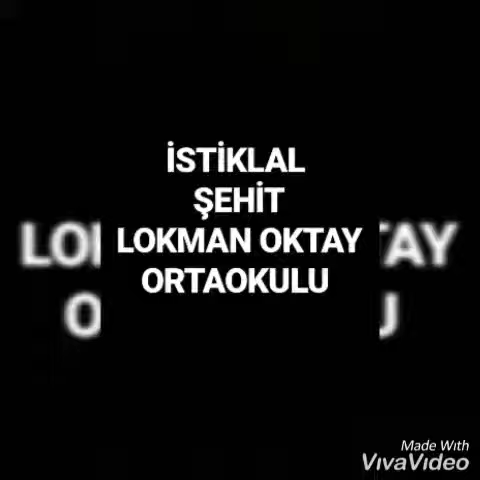 İSTİKLAL
ŞEHİT
LOKMAN OKTAY
ORTAOKULU
Made With
VivaVideo